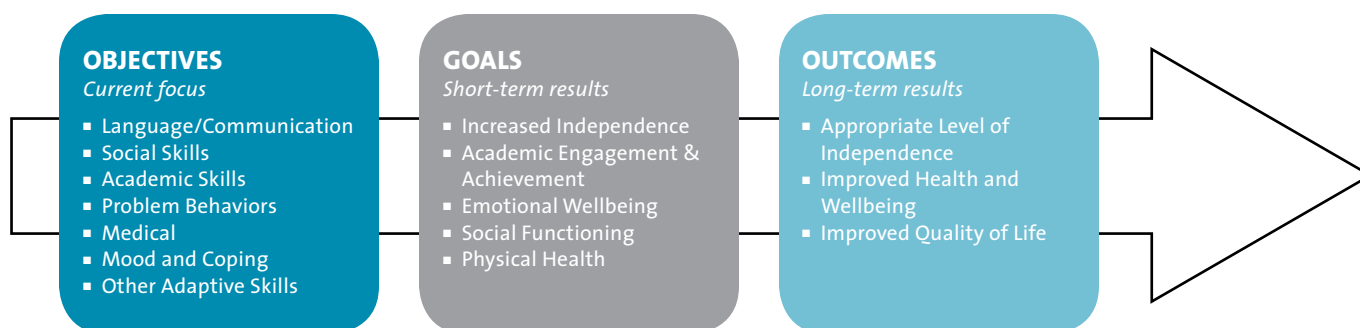 OBJECTIVES
Current focus
▪ Language/Communication
▪ Social Skills
▪ Academic Skills
▪ Problem Behaviors
▪ Medical
▪ Mood and Coping
▪ Other Adaptive Skills
GOALS
Short-term results
▪ Increased Independence
▪ Academic Engagement &
Achievement
▪ Emotional Wellbeing
▪ Social Functioning
▪ Physical Health
OUTCOMES
Long-term results
▪ Appropriate Level of
Independence
▪ Improved Health and
Wellbeing
▪ Improved Quality of Life